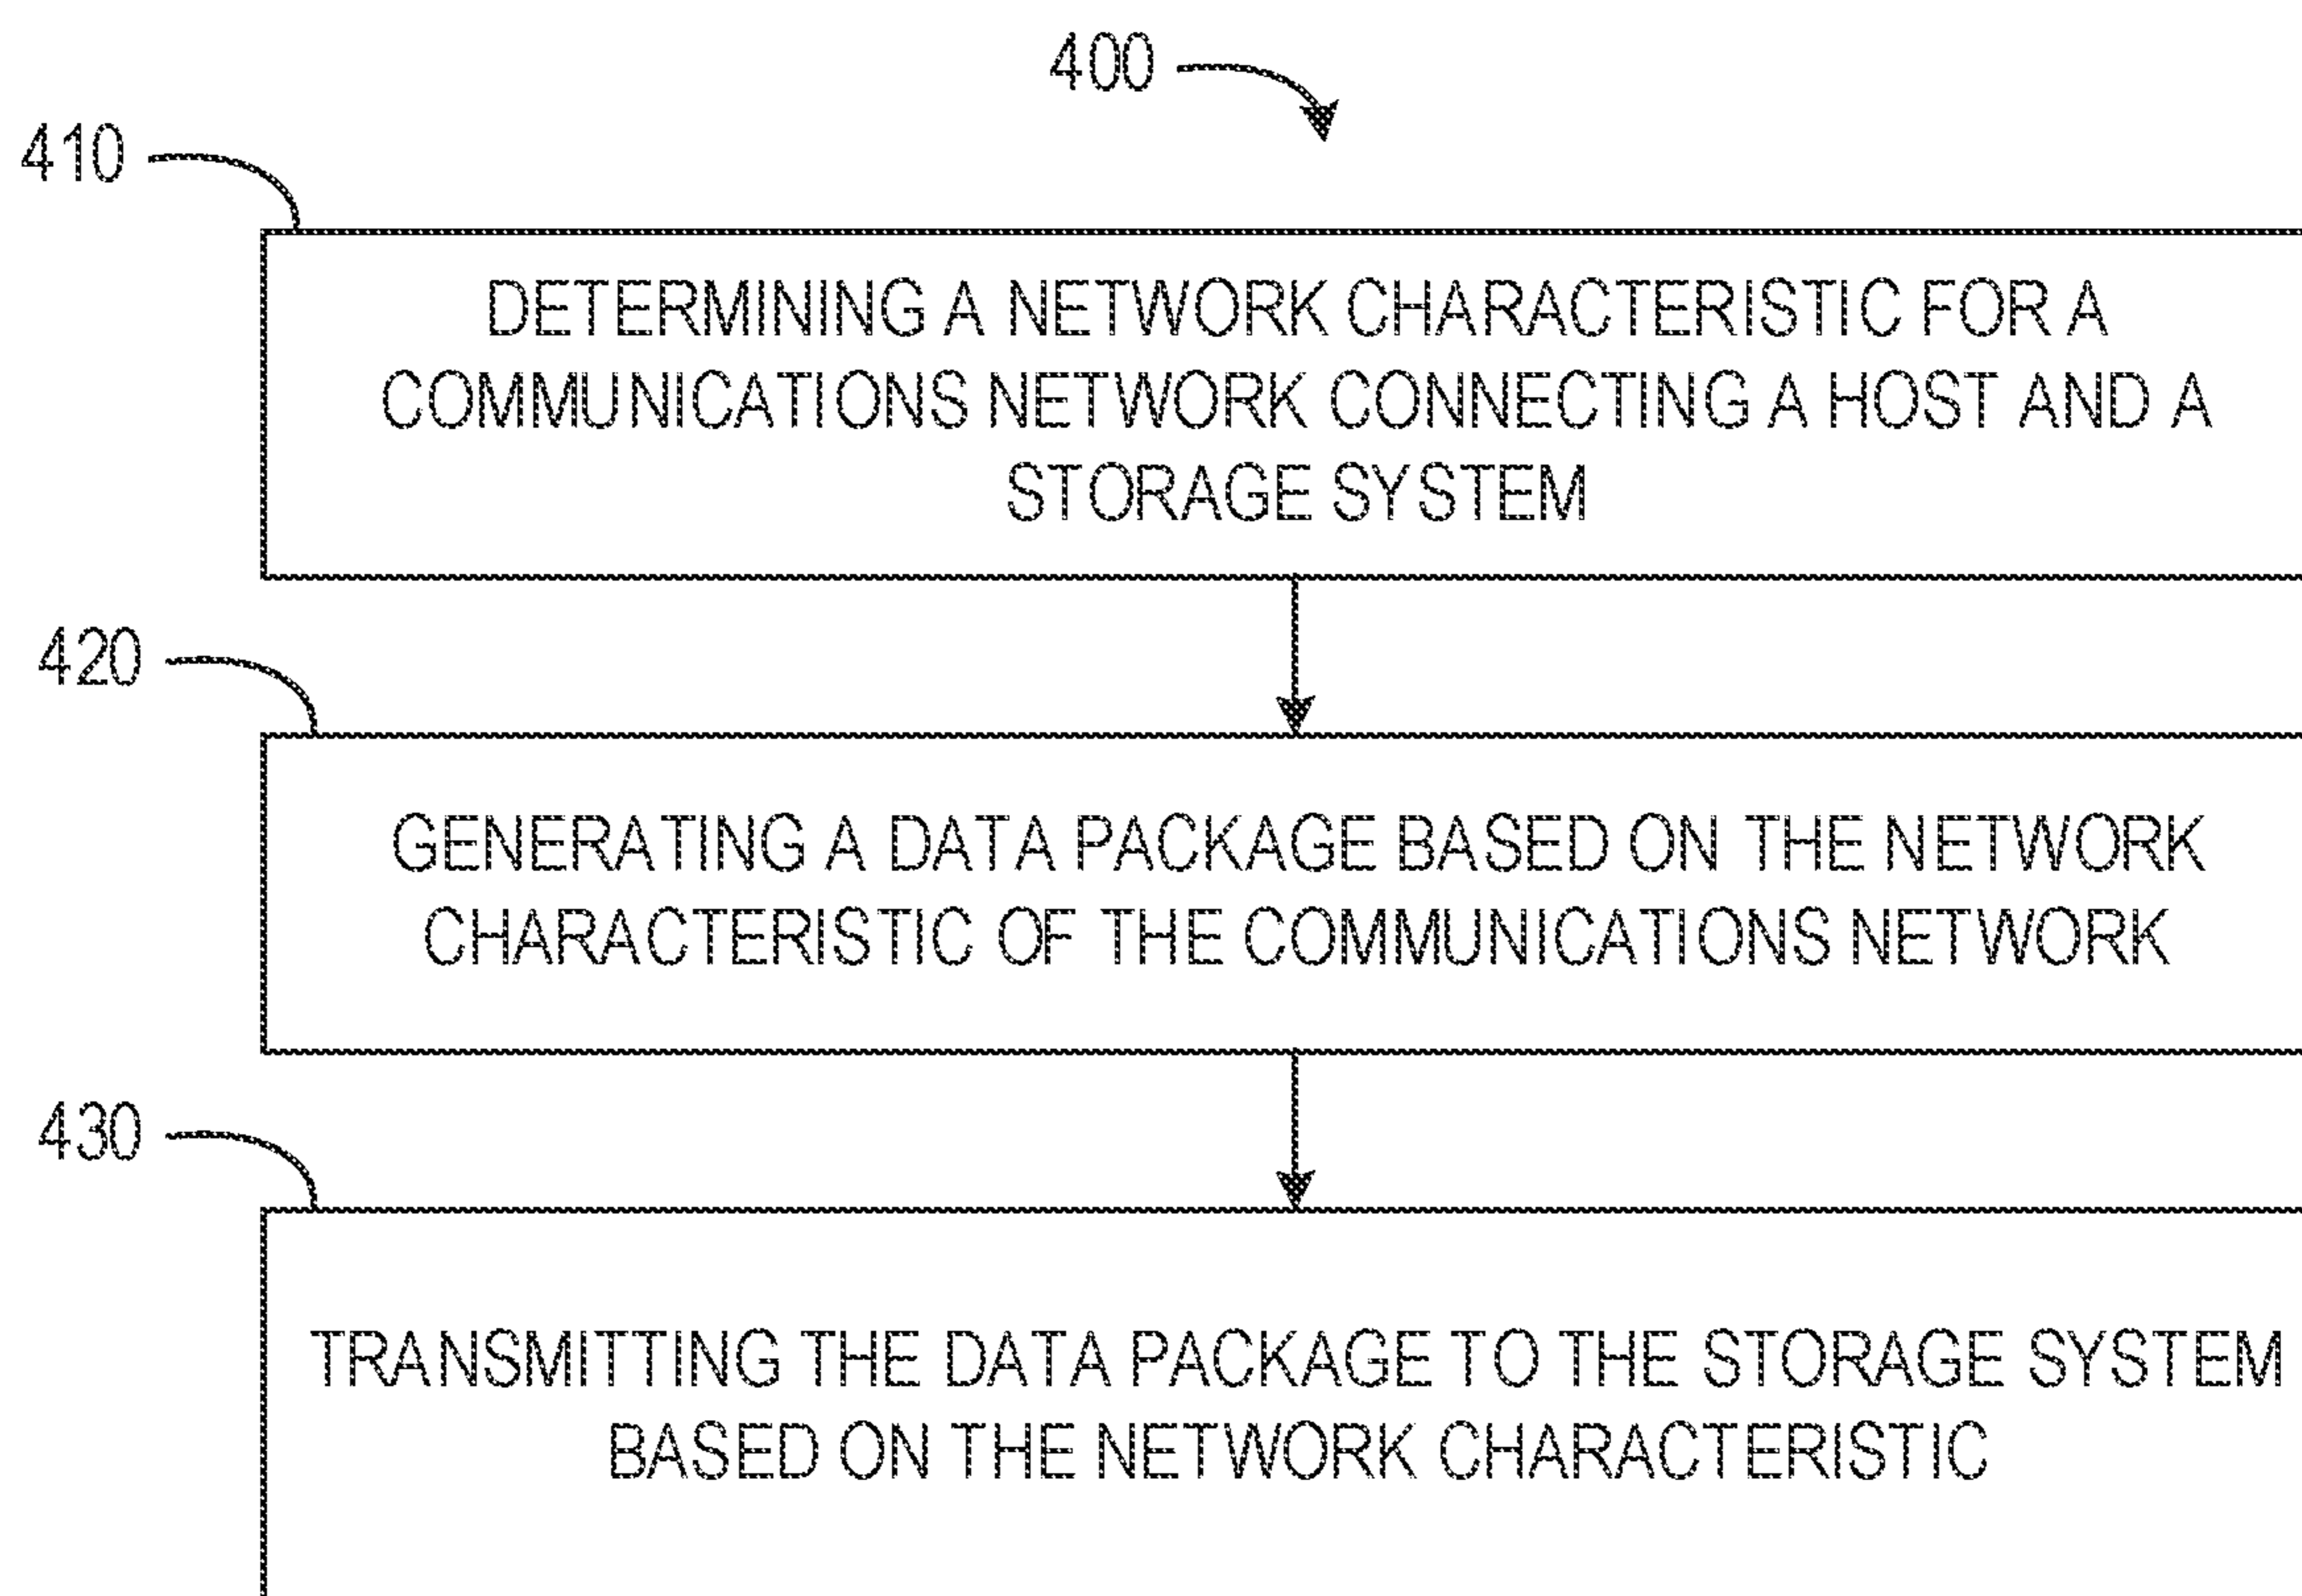 400
410
DETERMINING A NETWORK CHARACTERISTIC FOR A
COMMUNICATIONS NETWORK CONNECTING A HOST AND A
STORAGE SYSTEM
420
GENERATING A DATA PACKAGE BASED ON THE NETWORK
CHARACTERISTIC OF THE COMMUNICATIONS NETWORK
430
TRANSMITTING THE DATA PACKAGE TO THE STORAGE SYSTEM
BASED ON THE NETWORK CHARACTERISTIC